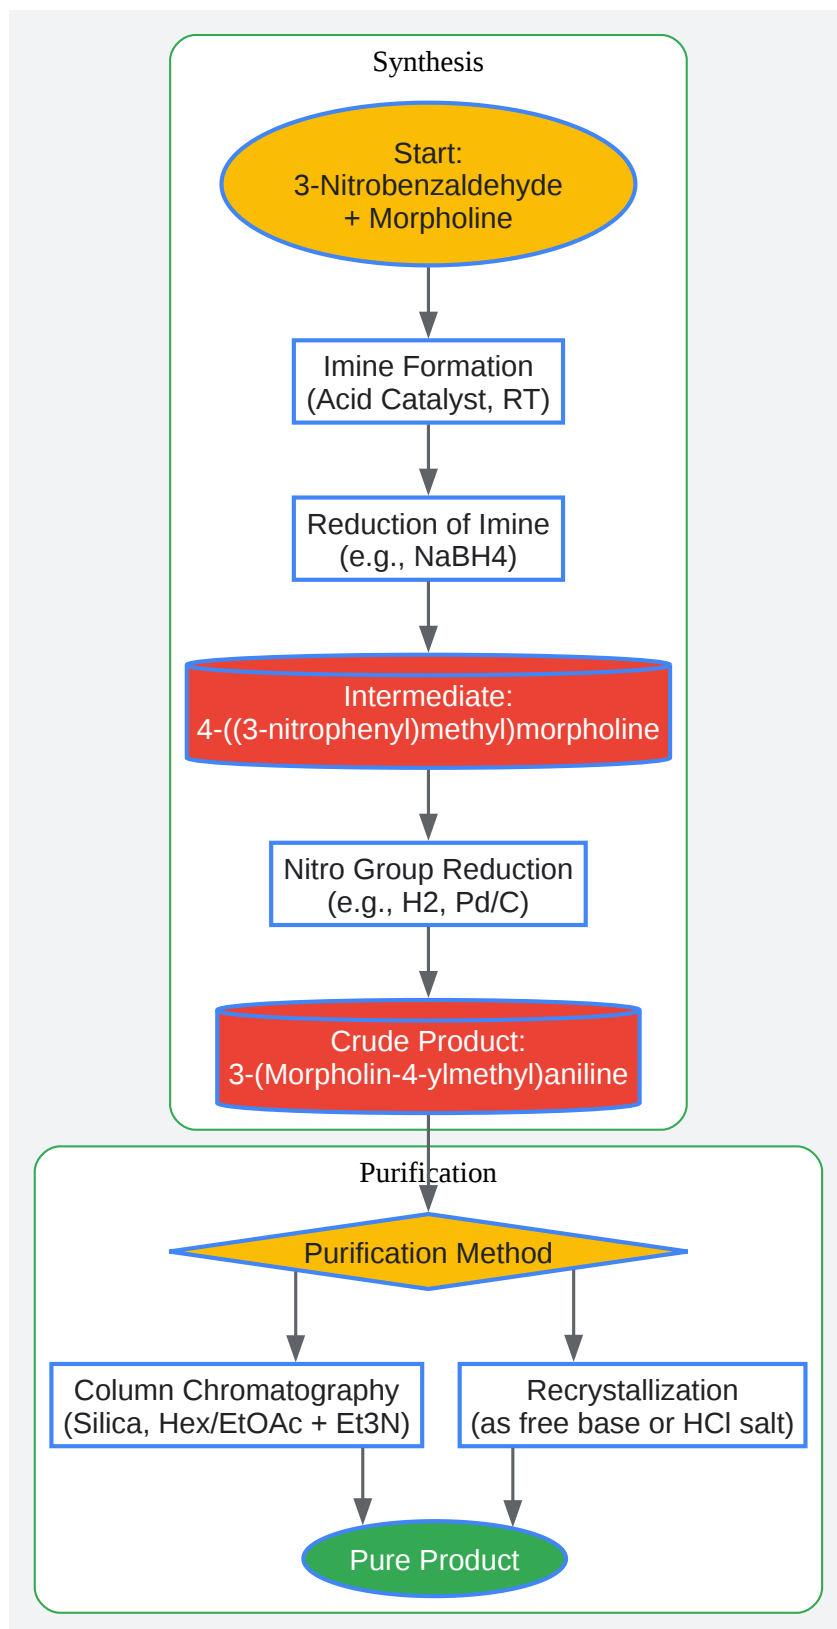 Synthesis
Start:
3-Nitrobenzaldehyde
+ Morpholine
Imine Formation
(Acid Catalyst, RT)
Reduction of Imine
(e.g., NaBH4)
Intermediate:
4-((3-nitrophenyl)methyl)morpholine
Nitro Group Reduction
(e.g., H2, Pd/C)
Crude Product:
3-(Morpholin-4-ylmethyl)aniline
Purification
Purification Method
Column Chromatography
(Silica, Hex/EtOAc + Et3N)
Recrystallization
(as free base or HCl salt)
Pure Product